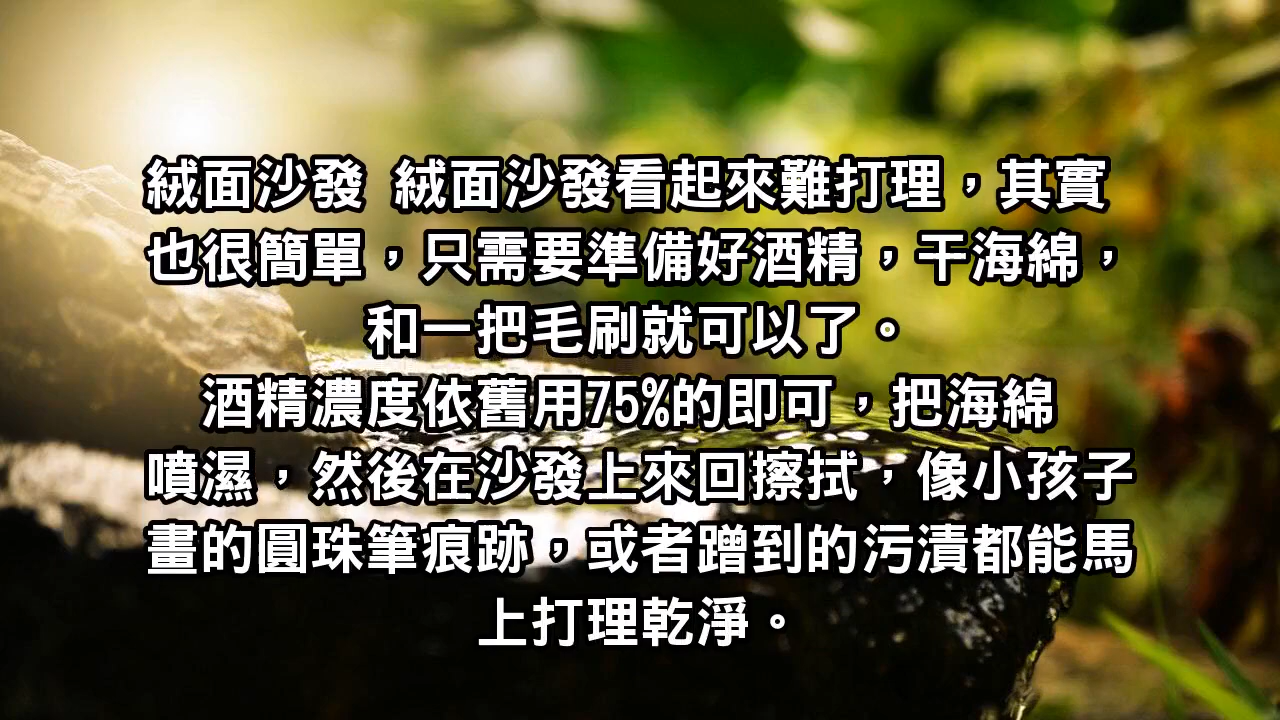 絨面沙發 絨面沙發看起來難打理，其實
也很簡單，只需要準備好酒精，干海綿，
和一把毛刷就可以了。
酒精濃度依舊用75%的即可，把海綿
噴濕，然後在沙發上來回擦拭，像小孩子
畫的圓珠筆痕跡，或者蹭到的污漬都能馬
上打理乾淨。